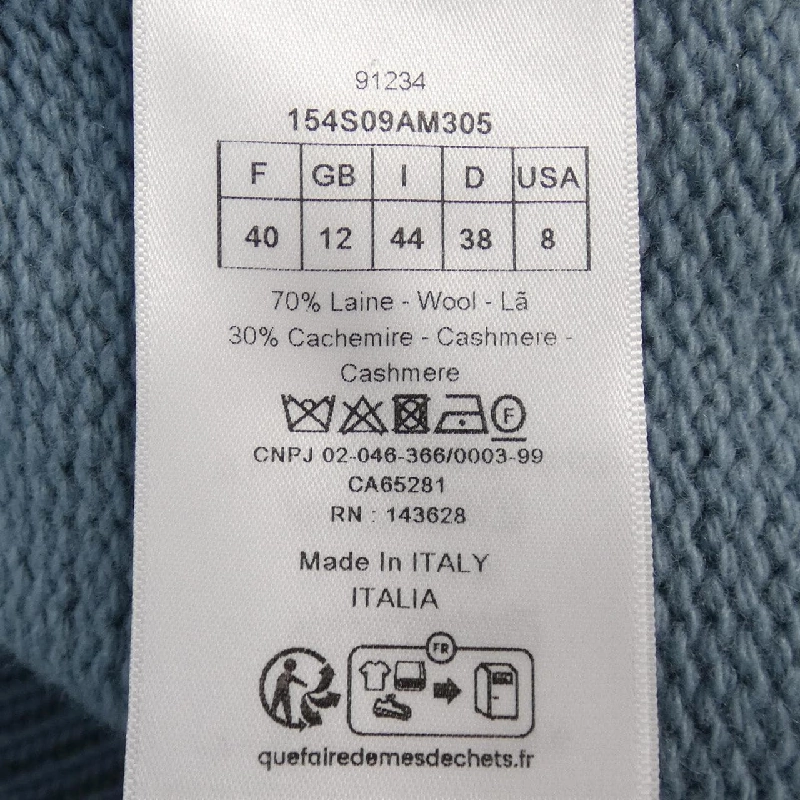 91234
154S09AM305
F GB I D USA
40 12 44 38 8
70% Laine - Wool - Lã
30% Cachemire - Cashmere -
Cashmere
F
CNPJ 02-046-366/0003-99
CA65281
RN : 143628
Made In ITALY
ITALIA
FR
quefairedemesdechets.fr